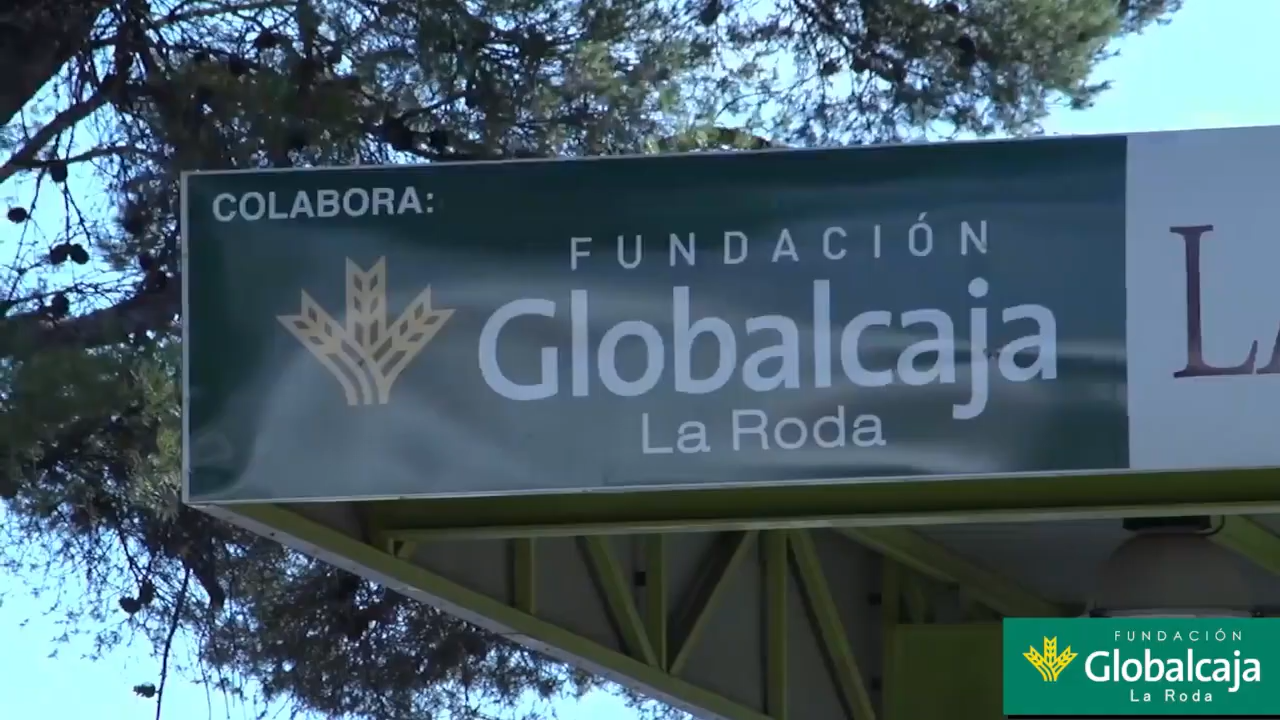 COLABORA:
FUNDACIÓN
Globalcaja
La Roda
FUNDACIÓN
Globalcaja
La Roda